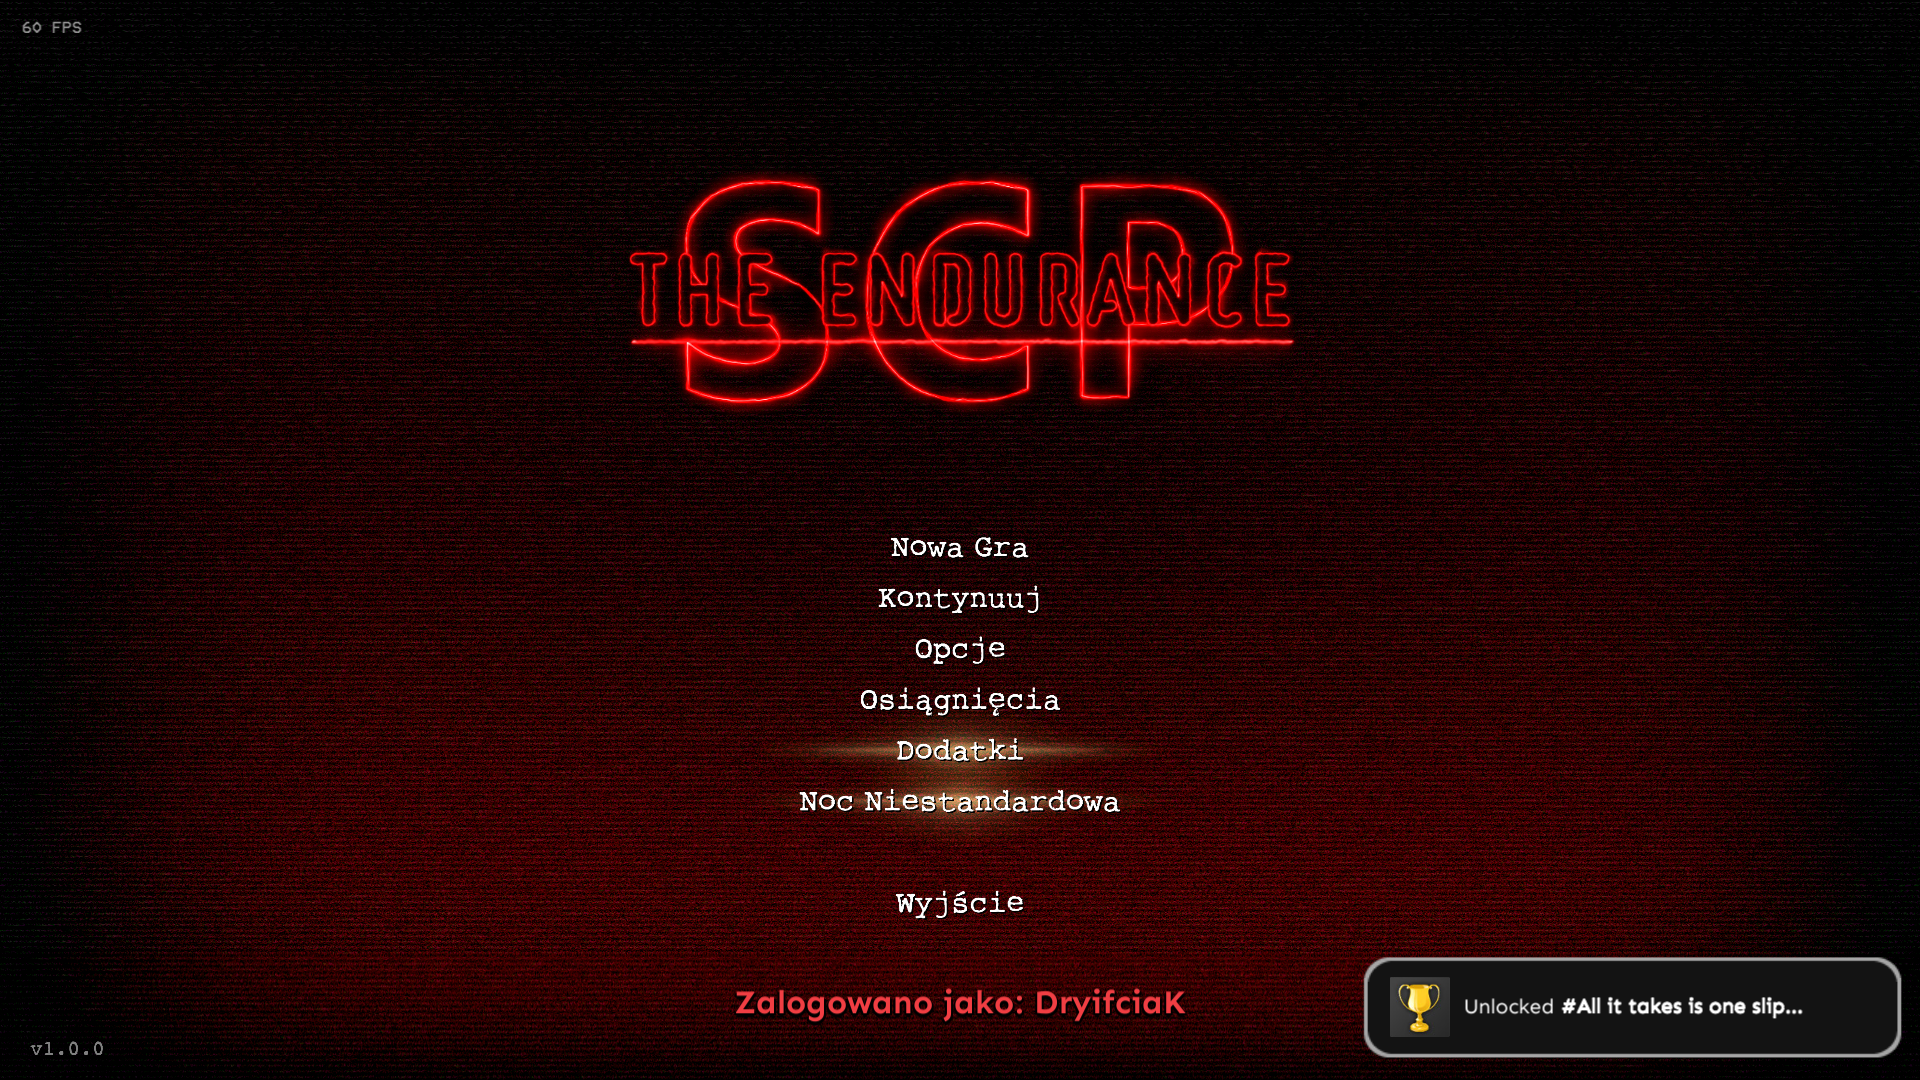 60 FPS
SCP
THE ENDURANCE
Nowa Gra
Kontynuuj
Opcje
Osiągnięcia
Dodatki
Noc Niestandardowa
Wyjście
Zalogowano jako: DryifciaK
Unlocked #All it takes is one slip...
v1.0.0